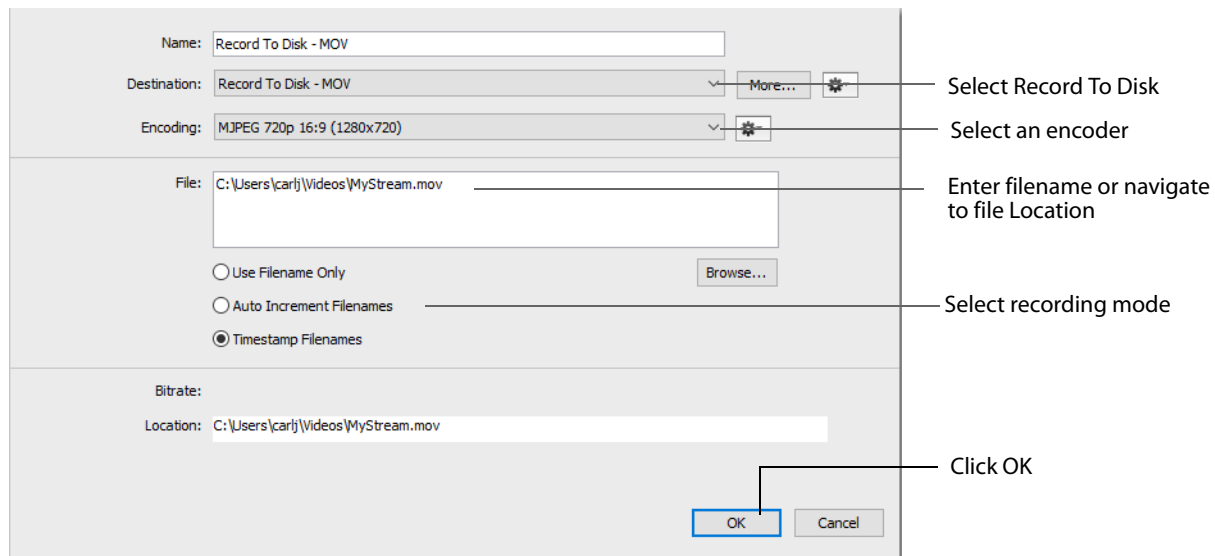 Name: Record To Disk - MOV
Destination: Record To Disk - MOV More... Select Record To Disk
Encoding: MJPEG 720p 16:9 (1280x720) Select an encoder
File: C:\Users\carlj\Videos\MyStream.mov Enter filename or navigate
to file Location
Use Filename Only Browse...
Auto Increment Filenames Select recording mode
Timestamp Filenames
Bitrate:
Location: C:\Users\carlj\Videos\MyStream.mov
Click OK
OK Cancel